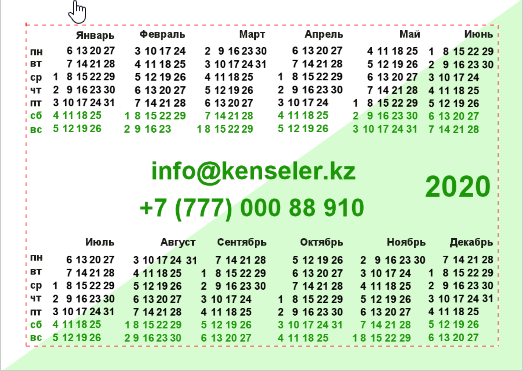 Январь Февраль Март Апрель Май Июнь
пн 6 13 20 27 3 10 17 24 2 9 16 23 30 6 13 20 27 4 11 18 25 1 8 15 22 29
вт 7 14 21 28 4 11 18 25 3 10 17 24 31 7 14 21 28 5 12 19 26 2 9 16 23 30
ср 1 8 15 22 29 5 12 19 26 4 11 18 25 1 8 15 22 29 6 13 20 27 3 10 17 24
чт 2 9 16 23 30 6 13 20 27 5 12 19 26 2 9 16 23 30 7 14 21 28 4 11 18 25
пт 3 10 17 24 31 7 14 21 28 6 13 20 27 3 10 17 24 1 8 15 22 29 5 12 19 26
сб 4 11 18 25 1 8 15 22 29 7 14 21 28 4 11 18 25 2 9 16 23 30 6 13 20 27
вс 5 12 19 26 2 9 16 23 1 8 15 22 29 5 12 19 26 3 10 17 24 31 7 14 21 28
info@kenseler.kz
2020
+7 (777) 000 88 910
Июль Август Сентябрь Октябрь Ноябрь Декабрь
пн 6 13 20 27 3 10 17 24 31 7 14 21 28 5 12 19 26 2 9 16 23 30 7 14 21 28
вт 7 14 21 28 4 11 18 25 1 8 15 22 29 6 13 20 27 3 10 17 24 1 8 15 22 29
ср 1 8 15 22 29 5 12 19 26 2 9 16 23 30 7 14 21 28 4 11 18 25 2 9 16 23 30
чт 2 9 16 23 30 6 13 20 27 3 10 17 24 1 8 15 22 29 5 12 19 26 3 10 17 24 31
пт 3 10 17 24 31 7 14 21 28 4 11 18 25 2 9 16 23 30 6 13 20 27 4 11 18 25
сб 4 11 18 25 1 8 15 22 29 5 12 19 26 3 10 17 24 31 7 14 21 28 5 12 19 26
вс 5 12 19 26 2 9 16 23 30 6 13 20 27 4 11 18 25 1 8 15 22 29 6 13 20 27